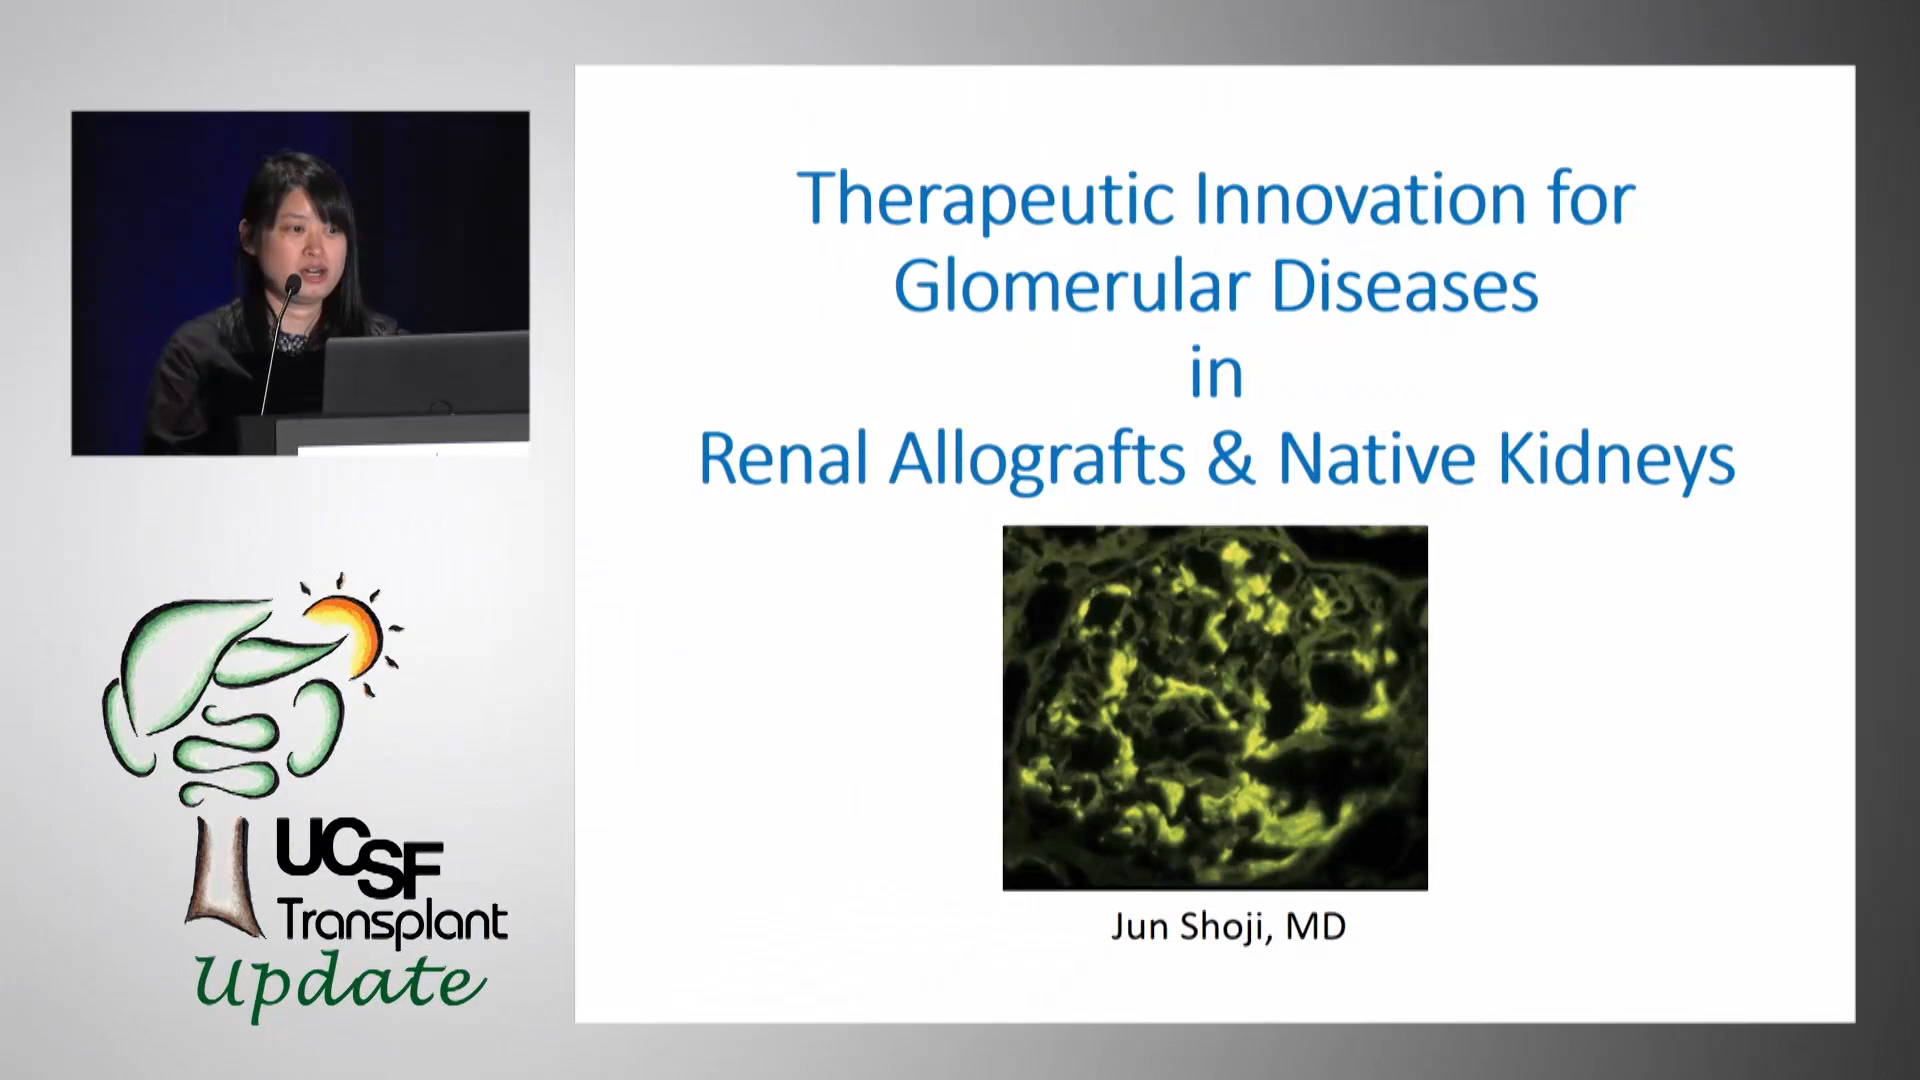 Therapeutic Innovation for
Glomerular Diseases
in
Renal Allografts & Native Kidneys
Jun Shoji, MD
UCSF
Transplant
Update